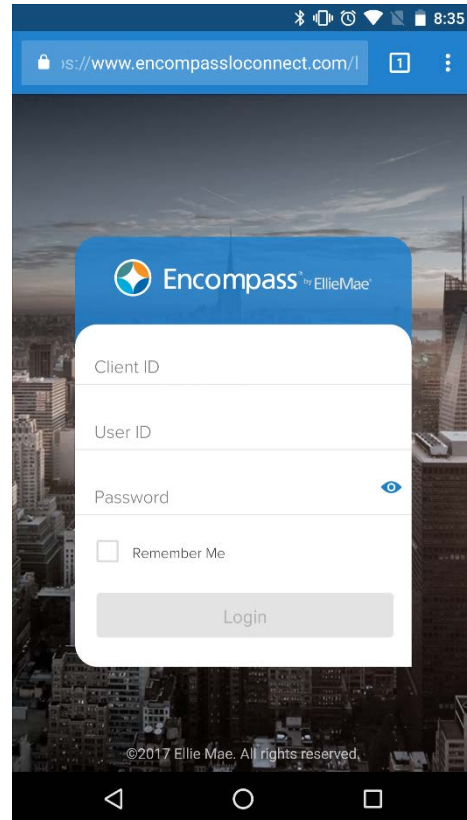 8:35
ps://www.encompassloconnect.com/l
1
Encompass® by EllieMae®
Client ID
User ID
Password
Remember Me
Login
©2017 Ellie Mae. All rights reserved.